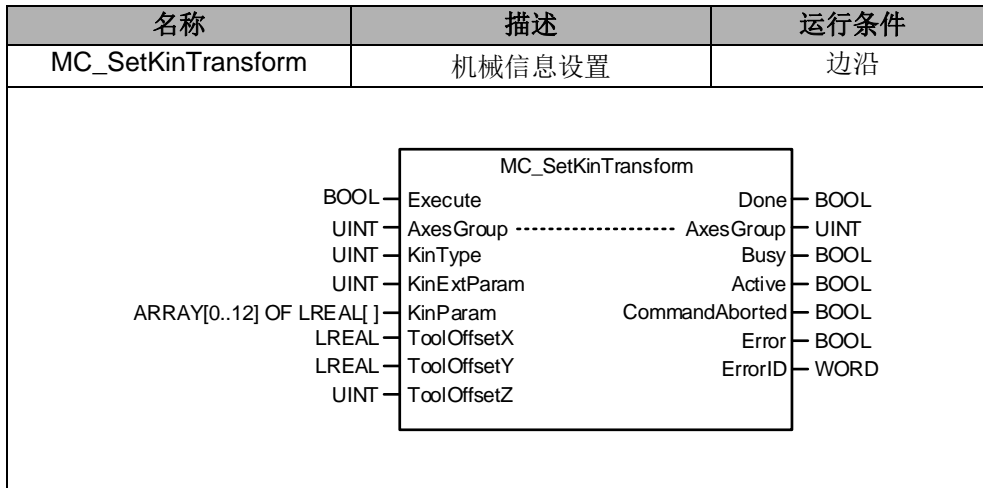 名称 描述 运行条件
MC_SetKinTransform 机械信息设置 边沿
MC_SetKinTransform
BOOL Execute Done BOOL
UINT AxesGroup AxesGroup UINT
UINT KinType Busy BOOL
UINT KinExtParam Active BOOL
ARRAY[0..12] OF LREAL[ ] KinParam CommandAborted BOOL
LREAL ToolOffsetX Error BOOL
LREAL ToolOffsetY ErrorID WORD
UINT ToolOffsetZ